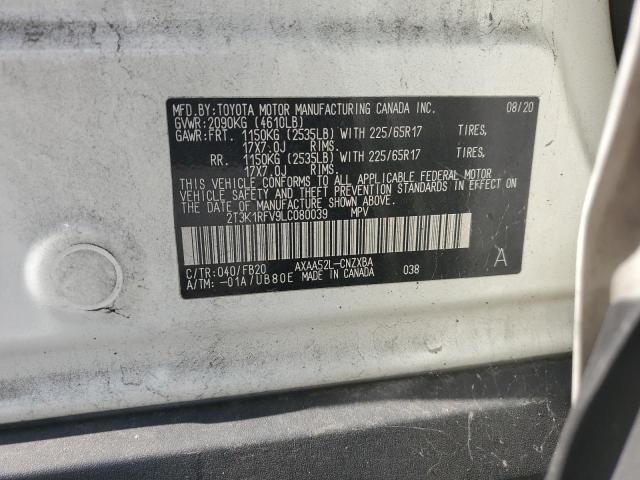 MFD.BY:TOYOTA MOTOR MANUFACTURING CANADA INC. 08/20
GVWR:2090KG (4610LB)
GAWR:FRT. 1150KG (2535LB) WITH 225/65R17 TIRES,
17X7.0J RIMS.
RR. 1150KG (2535LB) WITH 225/65R17 TIRES,
17X7.0J RIMS.
THIS VEHICLE CONFORMS TO ALL APPLICABLE FEDERAL MOTOR
VEHICLE SAFETY AND THEFT PREVENTION STANDARDS IN EFFECT ON
THE DATE OF MANUFACTURE SHOWN ABOVE.
2T3K1RFV9LC080039 MPV
A
C/TR:040/FB20 AXAA52L-CNZXBA 038
A/TM: -01A/UB80E MADE IN CANADA